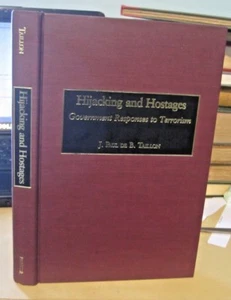 TAILLON
Hijacking and Hostages
Hijacking and Hostages
Government Responses to Terrorism
J. PAUL DE B. TAILLON